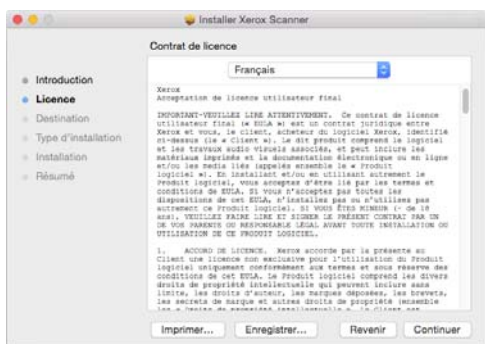 Installer Xerox Scanner
Contrat de licence
Français
Introduction
Licence
Destination
Type d'installation
Installation
Résumé
Xerox
Acceptation de licence utilisateur final
IMPORTANT-VEUILLEZ LIRE ATTENTIVEMENT. Ce contrat de licence
utilisateur final (« EULA ») est un contrat juridique entre
Xerox et vous, le client, acheteur du logiciel Xerox, identifié
ci-dessus (le « Client »). Le dit produit comprend le logiciel
et les travaux audio visuels associés, et peut inclure les
matériaux imprimés et la documentation électronique ou en ligne
et/ou les media liés (appelés ensemble le « Produit
logiciel »). En installant et/ou en utilisant autrement le
Produit logiciel, vous acceptez d'être lié par les termes et
conditions de EULA. Si vous n'acceptez pas toutes les
dispositions de cet EULA, n'installes pas ou n'utilises pas
autrement ce Produit logiciel. SI VOUS ÊTES MINEUR (- de 18
ans), VEUILLEZ FAIRE LIRE ET SIGNER LE PRÉSENT CONTRAT PAR UN
DE VOS PARENTS OU RESPONSABLE LÉGAL AVANT TOUTE INSTALLATION OU
UTILISATION DE CE PRODUIT LOGICIEL.
1. ACCORD DE LICENCE. Xerox accorde par la présente au
Client une licence non exclusive pour l'utilisation du Produit
logiciel uniquement conformément aux termes et sous réserve des
conditions de cet EULA. Le Produit logiciel comprend les divers
droits de propriété intellectuelle qui peuvent inclure sans
limite, les droits d'auteur, les marques déposées, les brevets,
les secrets de marque et autres droits de propriété (ensemble
Imprimer...
Enregistrer...
Revenir
Continuer